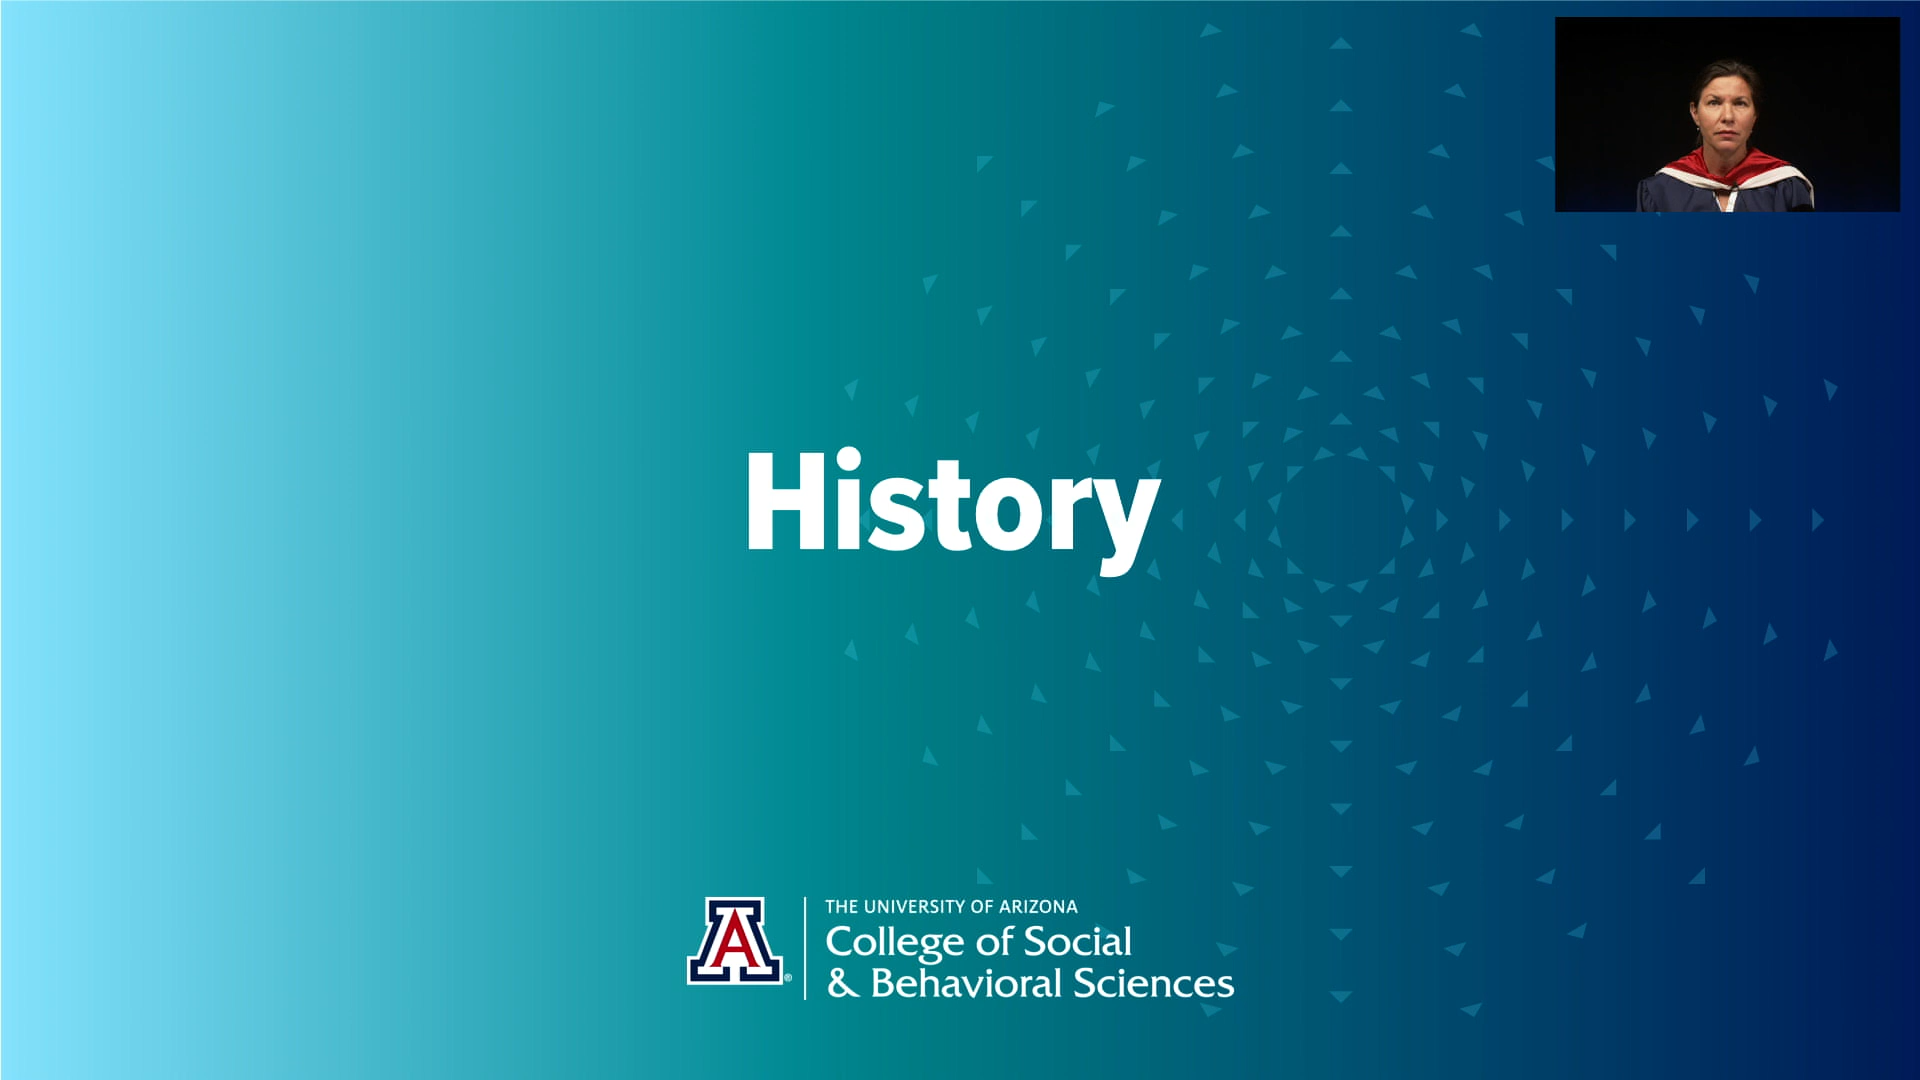 History
THE UNIVERSITY OF ARIZONA
College of Social
& Behavioral Sciences
A®